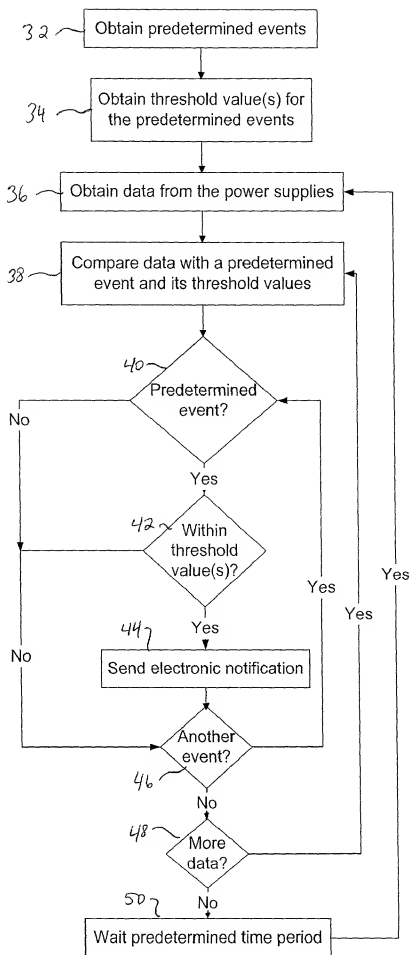 32
Obtain predetermined events
34
Obtain threshold value(s) for
the predetermined events
36
Obtain data from the power supplies
38
Compare data with a predetermined
event and its threshold values
40
Predetermined
event?
No
Yes
42
Within
threshold
value(s)?
Yes
Yes
Yes
No
Yes
44
Send electronic notification
Another
event?
46
No
48
More
data?
No
50
Wait predetermined time period